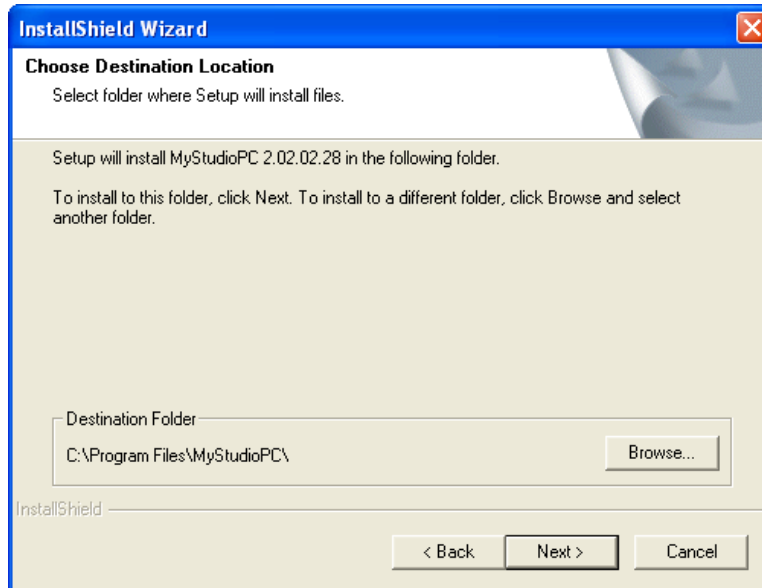 InstallShield Wizard
Choose Destination Location
Select folder where Setup will install files.
Setup will install MyStudioPC 2.02.02.28 in the following folder.
To install to this folder, click Next. To install to a different folder, click Browse and select
another folder.
Destination Folder
C:\Program Files\MyStudioPC\
Browse...
InstallShield
< Back
Next >
Cancel